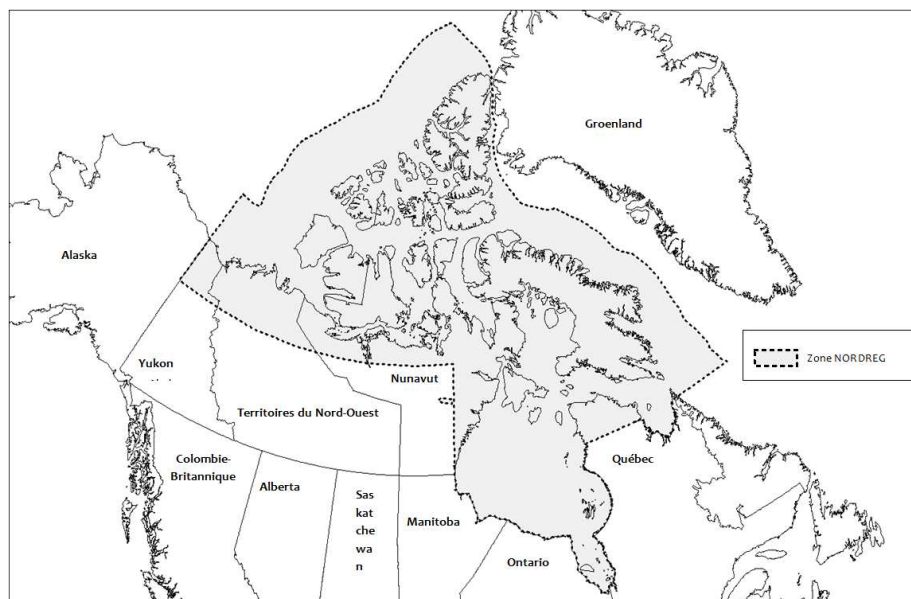 Groenland
Alaska
Zone NORDREG
Yukon
Nunavut
Territoires du Nord-Ouest
Colombie-
Britannique
Québec
Alberta
Sas
kat
che
wa
n
Manitoba
Ontario